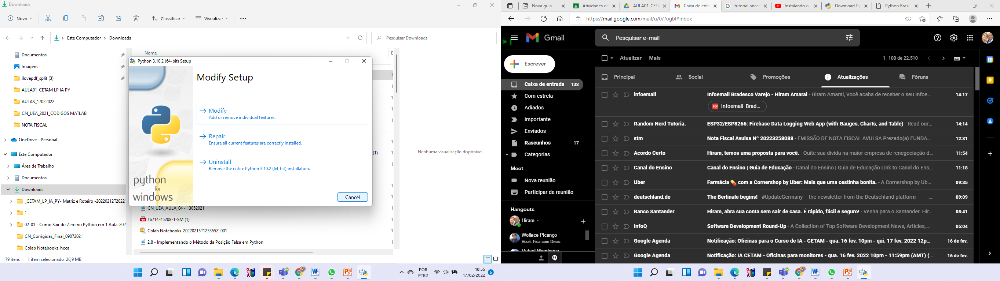 Downloads
Novo
Classificar
Visualizar
Este Computador > Downloads
Pesquisar Downloads
Documentos
Imagens
ilovepdf_split (3)
AULA01_CETAM LP IA PY
AULAS_17022022
CN_UEA_2021_CODIGOS MATLAB
NOTA FISCAL
OneDrive - Personal
Este Computador
Área de Trabalho
Documentos
Downloads
_CETAM_LP_IA_PY- Matriz e Roteiro -20220212T20221
1
02-01 - Como Sair do Zero no Python em 1 Aula-202
CN_Corrigidas_Final_09072021
Colab Notebooks_hcca
79 itens 1 item selecionado 26,9 MB
Nome
Python 3.10.2 (64-bit) Setup
Modify Setup
Modify
Add or remove individual features.
Repair
Ensure all current features are correctly installed.
Uninstall
Remove the entire Python 3.10.2 (64-bit) installation.
python
for
windows
Cancel
(1)
CN_UEA_AULA_04 - 13052021
16714-45208-1-SM (1)
Colab Notebooks-20220215T125355Z-001
2.8 - Implementando o Método da Posição Falsa em Python
Nenhuma visualização disponível.
POR
PTB2
18:55
17/02/2022
6
Nova guia
Atividades de
AULA01_CETA
Caixa de entr
tutorial anaco
Instalando o
Download Py
Python Brasil
https://mail.google.com/mail/u/0/?ogbl#inbox
Gmail
Pesquisar e-mail
Escrever
Caixa de entrada 138
Com estrela
Adiados
Importante
Enviados
Rascunhos 17
Categorias
Meet
Nova reunião
Participar de reunião
Hangouts
Hiram
Wollace Picanço
Você: Fica com Deus.
Rafael Mendonça
Atualizar Mais
1–100 de 22.510
Principal Social Promoções Atualizações Fóruns
infoemail Infoemail Bradesco Varejo - Hiram Amaral - Hiram Amaral, Você acaba de receber o seu Infoe... 14:17
PDF Infoemail_Brad...
Random Nerd Tutoria. ESP32/ESP8266: Firebase Data Logging Web App (with Gauges, Charts, and Table) - Read our... 14:14
stm Nota Fiscal Avulsa Nº 20223258088 - EMISSÃO DE NOTA FISCAL AVULSA Prezado(a) FUNDA... 12:31
Acordo Certo Hiram, temos uma proposta para você. - Quite sua dívida na maior empresa de renegociação d... 11:54
Canal do Ensino Canal do Ensino | Guia de Educação - Canal do Ensino | Guia de Educação Link to Canal do Ens... 11:18
Uber Farmácia 💊 com a Cornershop by Uber: Mais que uma cestinha bonita. - A Cornershop by Ub... 09:35
deutschland.de The Berlinale begins! - #UpdateGermany – the newsletter from the Deutschland platform ... 09:09
Banco Santander Hiram, abra sua conta sem sair de casa. É rápido, fácil e seguro! - Venha para o Santander. Hir... 08:41
InfoQ Software Development Round-Up - A Collection of Top Software Development News, Articles, ... 05:04
Google Agenda Notificação: Oficinas para o Curso de IA - CETAM - qua. 16 fev. 10pm - qui. 17 fev. 2022 12p... 16 de fev.
Google Agenda Notificação: IA CETAM - Oficinas para monitores - qua. 16 fev. 2022 10pm - 11:59pm (AMT) (... 16 de fev.